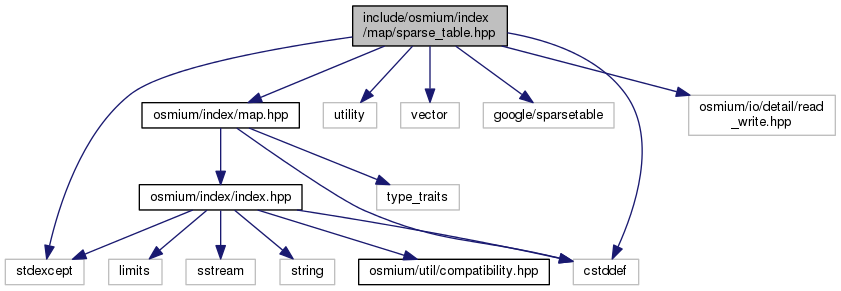 include/osmium/index
/map/sparse_table.hpp
osmium/index/map.hpp
utility
vector
google/sparsetable
osmium/io/detail/read
_write.hpp
osmium/index/index.hpp
type_traits
stdexcept
limits
sstream
string
osmium/util/compatibility.hpp
cstddef